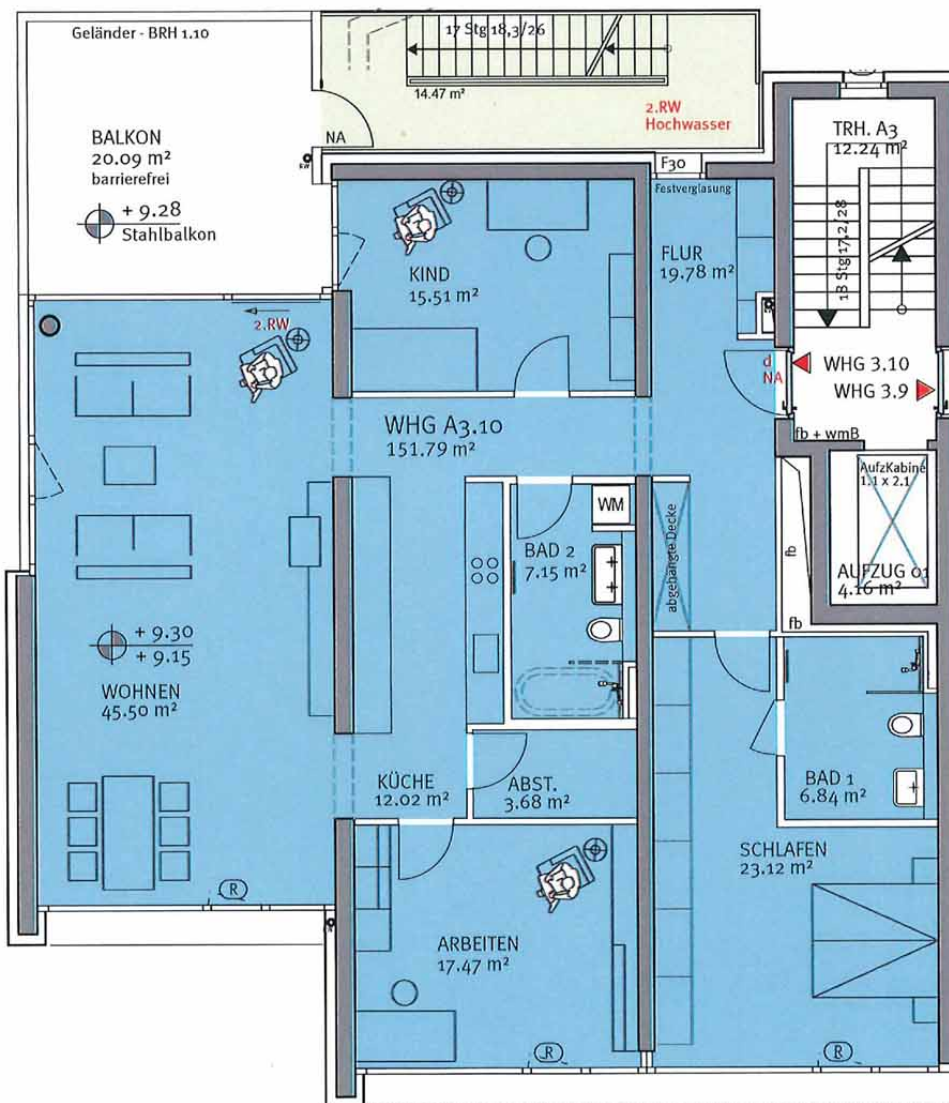 Geländer - BRH 1.10
17 Stg 18,3/26
14.47 m²
2.RW
Hochwasser
BALKON
20.09 m²
barrierefrei
NA
+ 9.28
Stahlbalkon
TRH. A3
12.24 m²
18 Stg 17,2/28
F30
Festverglasung
FLUR
19.78 m²
KIND
15.51 m²
2.RW
d
NA
WHG 3.10
WHG 3.9
fb + wmB
WHG A3.10
151.79 m²
AufzKabine
1.1 x 2.1
AUFZUG 01
4.16 m²
fb
fb
WM
BAD 2
7.15 m²
abgehängte Decke
+ 9.30
+ 9.15
WOHNEN
45.50 m²
KÜCHE
12.02 m²
ABST.
3.68 m²
BAD 1
6.84 m²
SCHLAFEN
23.12 m²
R
ARBEITEN
17.47 m²
R
R